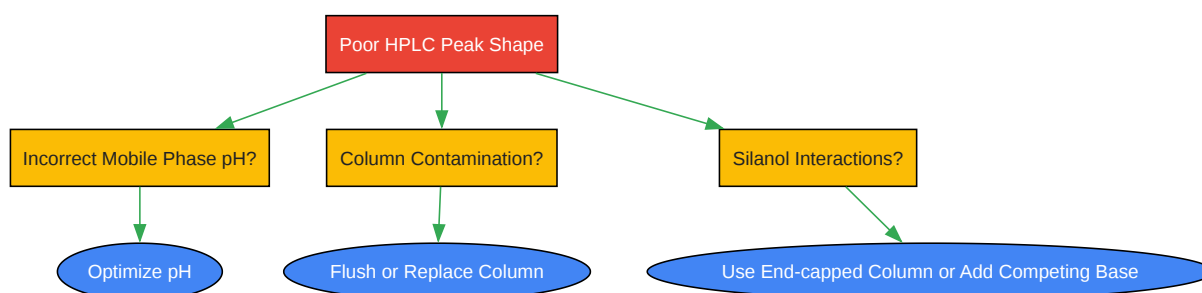 Poor HPLC Peak Shape
Incorrect Mobile Phase pH?
Column Contamination?
Silanol Interactions?
Optimize pH
Flush or Replace Column
Use End-capped Column or Add Competing Base